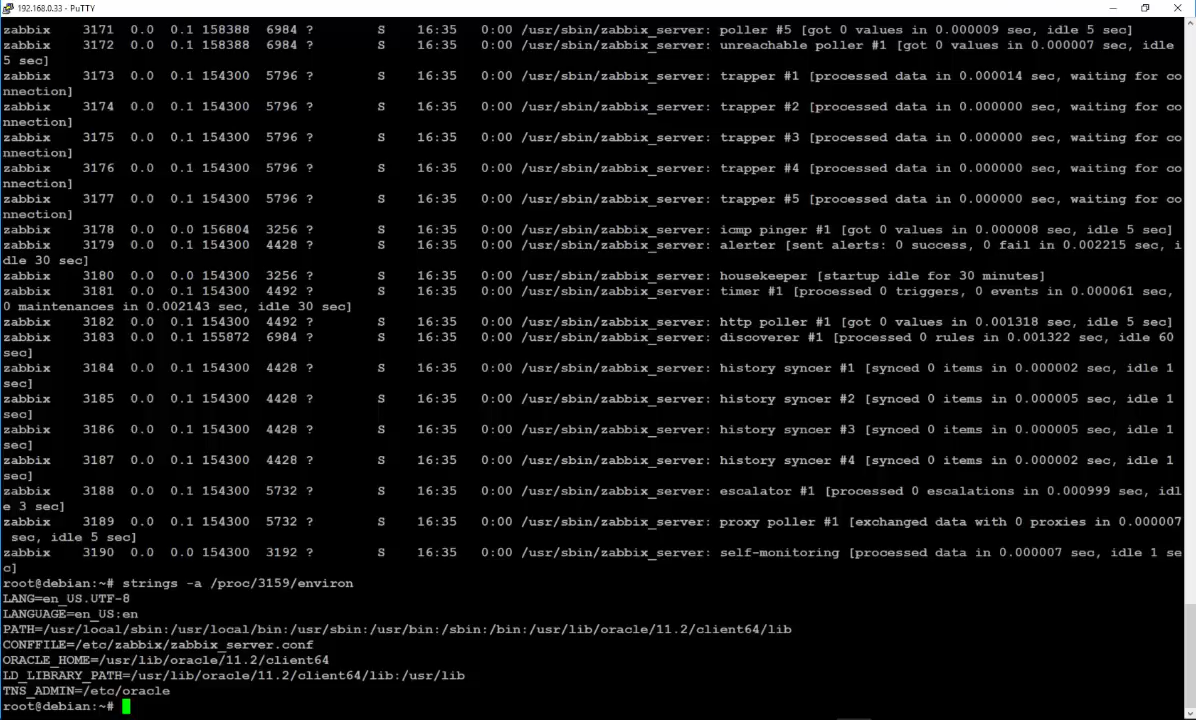 192.168.0.33 - PuTTY
zabbix    3171  0.0  0.1 158388  6984 ?        S    16:35   0:00 /usr/sbin/zabbix_server: poller #5 [got 0 values in 0.000009 sec, idle 5 sec]
zabbix    3172  0.0  0.1 158388  6984 ?        S    16:35   0:00 /usr/sbin/zabbix_server: unreachable poller #1 [got 0 values in 0.000007 sec, idle
5 sec]
zabbix    3173  0.0  0.1 154300  5796 ?        S    16:35   0:00 /usr/sbin/zabbix_server: trapper #1 [processed data in 0.000014 sec, waiting for co
nnection]
zabbix    3174  0.0  0.1 154300  5796 ?        S    16:35   0:00 /usr/sbin/zabbix_server: trapper #2 [processed data in 0.000000 sec, waiting for co
nnection]
zabbix    3175  0.0  0.1 154300  5796 ?        S    16:35   0:00 /usr/sbin/zabbix_server: trapper #3 [processed data in 0.000000 sec, waiting for co
nnection]
zabbix    3176  0.0  0.1 154300  5796 ?        S    16:35   0:00 /usr/sbin/zabbix_server: trapper #4 [processed data in 0.000000 sec, waiting for co
nnection]
zabbix    3177  0.0  0.1 154300  5796 ?        S    16:35   0:00 /usr/sbin/zabbix_server: trapper #5 [processed data in 0.000000 sec, waiting for co
nnection]
zabbix    3178  0.0  0.0 156804  3256 ?        S    16:35   0:00 /usr/sbin/zabbix_server: icmp pinger #1 [got 0 values in 0.000008 sec, idle 5 sec]
zabbix    3179  0.0  0.1 154300  4428 ?        S    16:35   0:00 /usr/sbin/zabbix_server: alerter [sent alerts: 0 success, 0 fail in 0.002215 sec, i
dle 30 sec]
zabbix    3180  0.0  0.0 154300  3256 ?        S    16:35   0:00 /usr/sbin/zabbix_server: housekeeper [startup idle for 30 minutes]
zabbix    3181  0.0  0.1 154300  4492 ?        S    16:35   0:00 /usr/sbin/zabbix_server: timer #1 [processed 0 triggers, 0 events in 0.000061 sec,
0 maintenances in 0.002143 sec, idle 30 sec]
zabbix    3182  0.0  0.1 154300  4492 ?        S    16:35   0:00 /usr/sbin/zabbix_server: http poller #1 [got 0 values in 0.001318 sec, idle 5 sec]
zabbix    3183  0.0  0.1 155872  6984 ?        S    16:35   0:00 /usr/sbin/zabbix_server: discoverer #1 [processed 0 rules in 0.001322 sec, idle 60
sec]
zabbix    3184  0.0  0.1 154300  4428 ?        S    16:35   0:00 /usr/sbin/zabbix_server: history syncer #1 [synced 0 items in 0.000002 sec, idle 1
sec]
zabbix    3185  0.0  0.1 154300  4428 ?        S    16:35   0:00 /usr/sbin/zabbix_server: history syncer #2 [synced 0 items in 0.000005 sec, idle 1
sec]
zabbix    3186  0.0  0.1 154300  4428 ?        S    16:35   0:00 /usr/sbin/zabbix_server: history syncer #3 [synced 0 items in 0.000005 sec, idle 1
sec]
zabbix    3187  0.0  0.1 154300  4428 ?        S    16:35   0:00 /usr/sbin/zabbix_server: history syncer #4 [synced 0 items in 0.000002 sec, idle 1
sec]
zabbix    3188  0.0  0.1 154300  5732 ?        S    16:35   0:00 /usr/sbin/zabbix_server: escalator #1 [processed 0 escalations in 0.000999 sec, idl
e 3 sec]
zabbix    3189  0.0  0.1 154300  5732 ?        S    16:35   0:00 /usr/sbin/zabbix_server: proxy poller #1 [exchanged data with 0 proxies in 0.000007
 sec, idle 5 sec]
zabbix    3190  0.0  0.0 154300  3192 ?        S    16:35   0:00 /usr/sbin/zabbix_server: self-monitoring [processed data in 0.000007 sec, idle 1 se
c]
root@debian:~# strings -a /proc/3159/environ
LANG=en_US.UTF-8
LANGUAGE=en_US:en
PATH=/usr/local/sbin:/usr/local/bin:/usr/sbin:/usr/bin:/sbin:/bin:/usr/lib/oracle/11.2/client64/lib
CONFFILE=/etc/zabbix/zabbix_server.conf
ORACLE_HOME=/usr/lib/oracle/11.2/client64
LD_LIBRARY_PATH=/usr/lib/oracle/11.2/client64/lib:/usr/lib
TNS_ADMIN=/etc/oracle
root@debian:~#